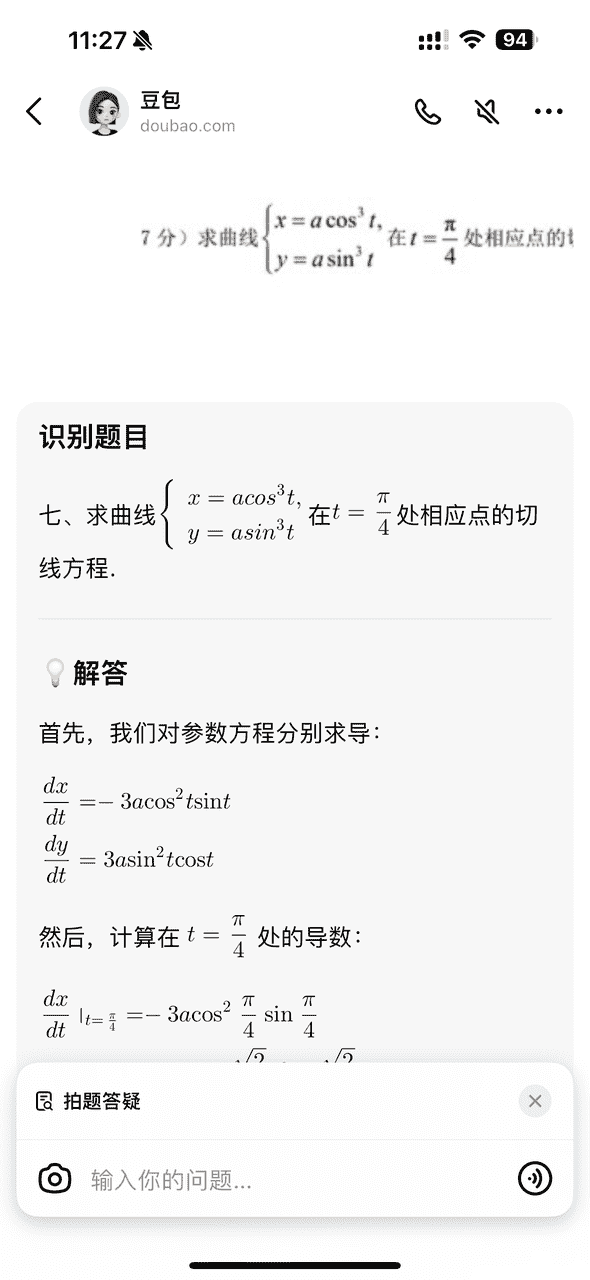 11:27
94
豆包
doubao.com
7 分）求曲线{x = a cos³ t, y = a sin³ t 在 t = π/4 处相应点的
识别题目
七、求曲线{x = acos³t, y = asin³t 在t = π/4 处相应点的切
线方程.
解答
首先，我们对参数方程分别求导：
dx/dt =− 3acos²tsint
dy/dt = 3asin²tcost
然后，计算在 t = π/4 处的导数：
dx/dt |t=π/4 =− 3acos² π/4 sin π/4
拍题答疑
输入你的问题...